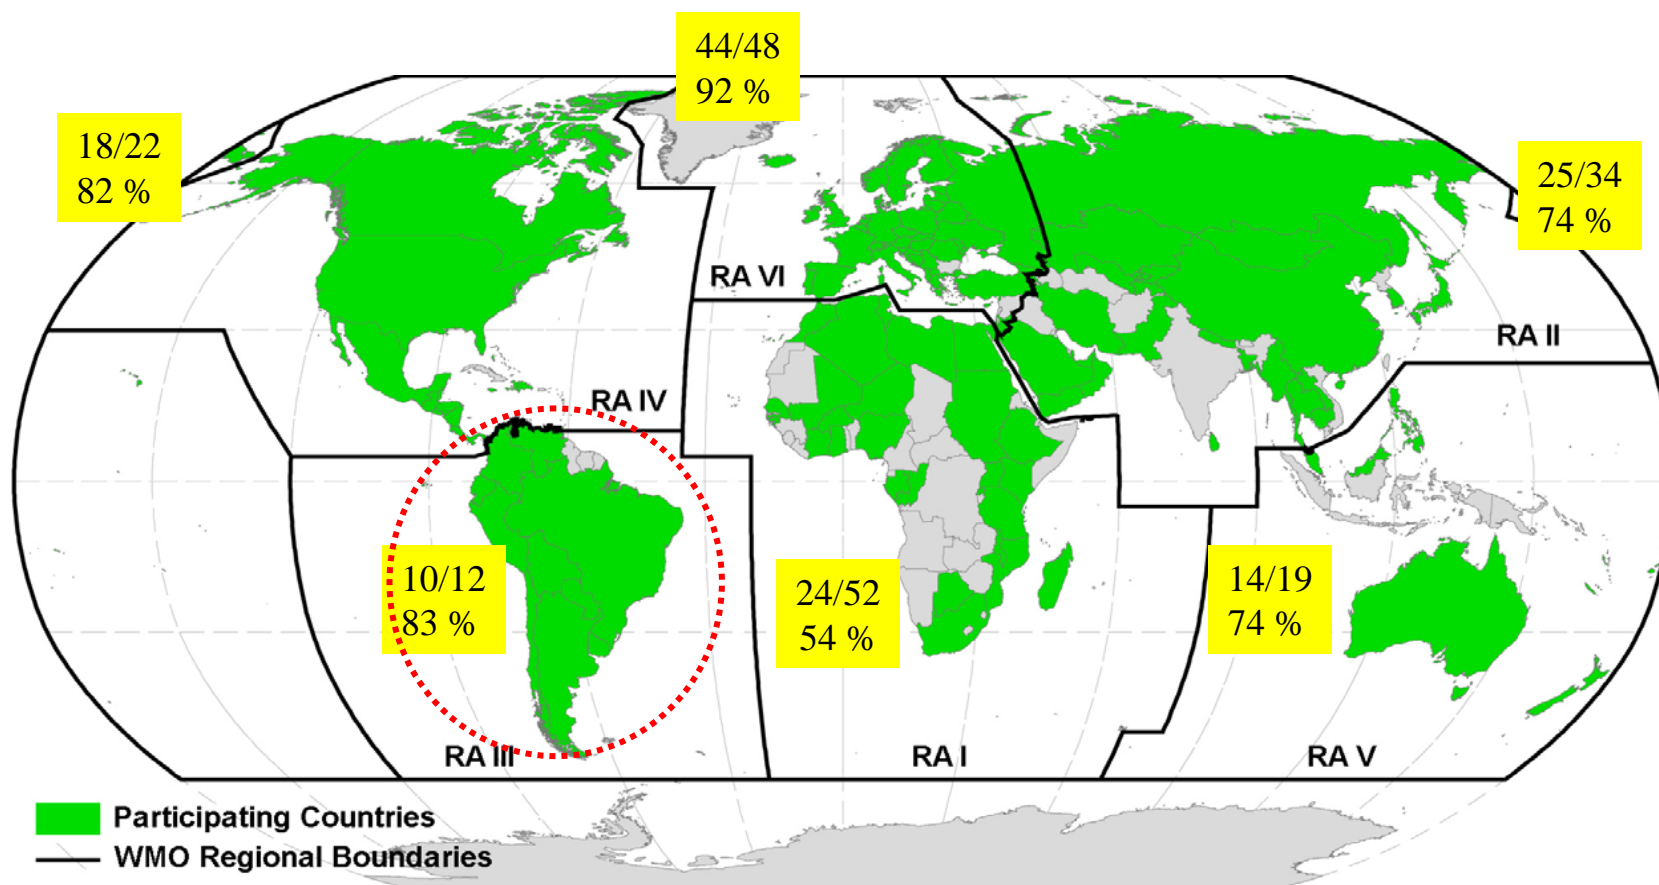 44/48
92 %
18/22
82 %
25/34
74 %
RA VI
RA II
RA IV
10/12
83 %
24/52
54 %
14/19
74 %
RA III
RA I
RA V
Participating Countries
WMO Regional Boundaries